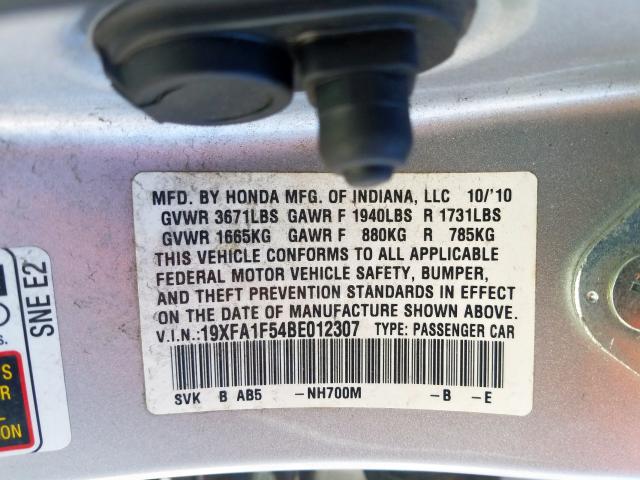 MFD. BY HONDA MFG. OF INDIANA, LLC 10/'10
GVWR 3671LBS GAWR F 1940LBS R 1731LBS
GVWR 1665KG GAWR F 880KG R 785KG
THIS VEHICLE CONFORMS TO ALL APPLICABLE
FEDERAL MOTOR VEHICLE SAFETY, BUMPER,
AND THEFT PREVENTION STANDARDS IN EFFECT
ON THE DATE OF MANUFACTURE SHOWN ABOVE.
V.I.N.:19XFA1F54BE012307 TYPE: PASSENGER CAR
SVK B AB5 -NH700M -B -E
SNE E2